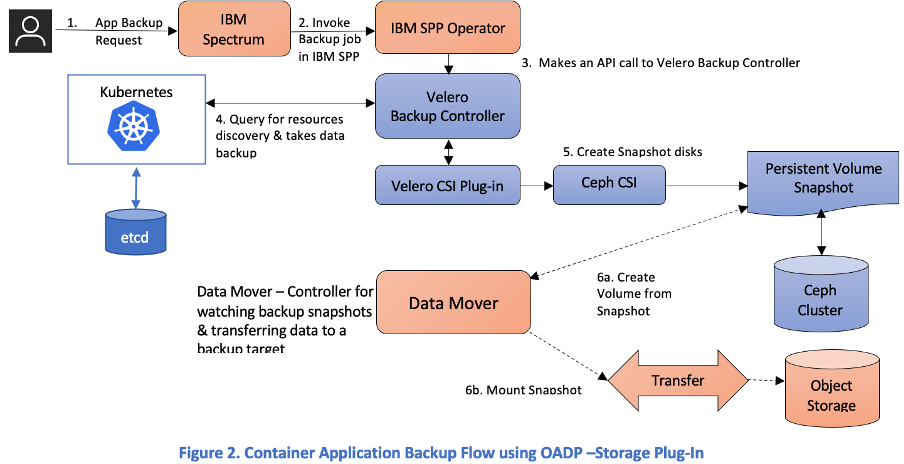 1. App Backup
Request
IBM
Spectrum
2. Invoke
Backup job
in IBM SPP
IBM SPP Operator
3. Makes an API call to Velero Backup Controller
Kubernetes
Velero
Backup Controller
4. Query for resources
discovery & takes data
backup
5. Create Snapshot disks
Velero CSI Plug-in
Ceph CSI
Persistent Volume
Snapshot
etcd
Data Mover – Controller for
watching backup snapshots
& transferring data to a
backup target
Data Mover
6a. Create
Volume from
Snapshot
Ceph
Cluster
6b. Mount Snapshot
Transfer
Object
Storage
Figure 2. Container Application Backup Flow using OADP –Storage Plug-In